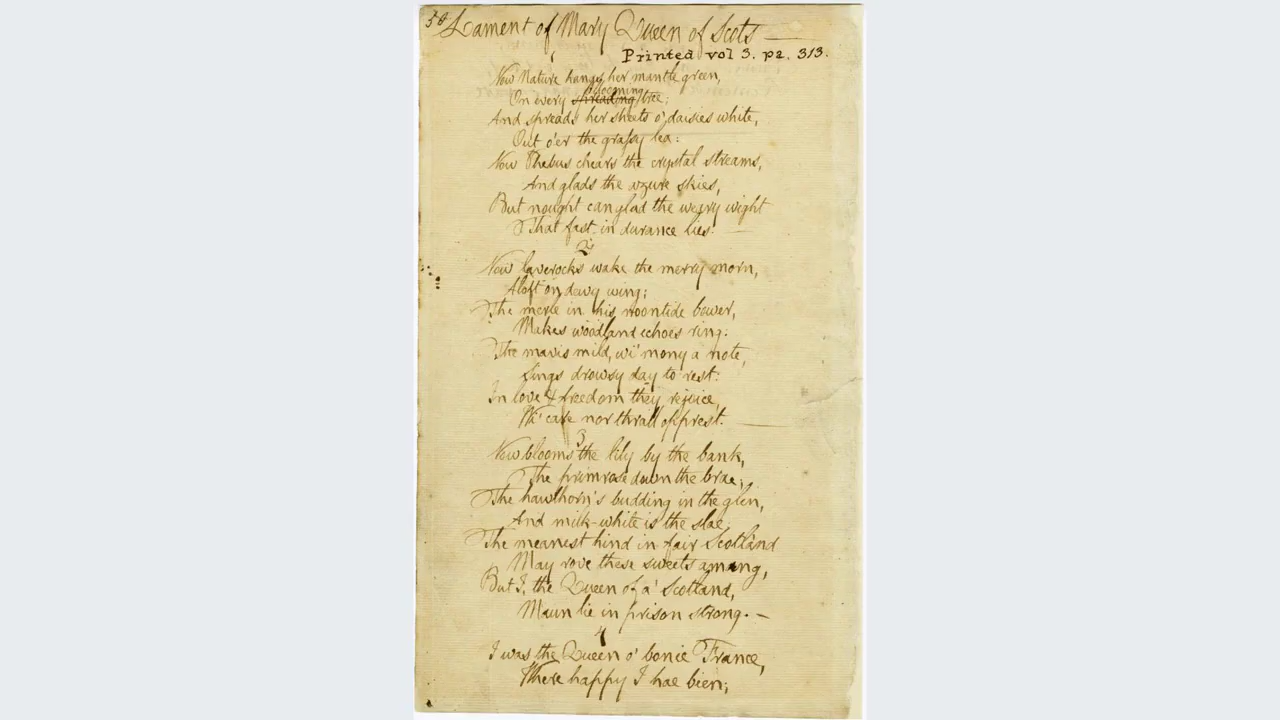 58 Lament of Mary Queen of Scots
Printed vol 3. pa. 313.
1
Now Nature hangs her mantle green,
blooming
On every spreading tree;
And spreads her sheets o' daisies white,
Out o'er the grassy lea:
Now Phebus chears the crystal streams,
And glads the azure skies,
But nought can glad the weary wight
That fast in durance lies.
2
Now laverocks wake the merry morn,
Aloft on dewy wing;
The merle in his noontide bower,
Makes woodland echoes ring.
The mavis mild, wi' mony a note,
Sings drowsy day to rest:
In love & freedom they rejoice,
Wi' care nor thrall opprest.
3
Now blooms the lily by the bank,
The primrose down the brae;
The hawthorn's budding in the glen,
And milk-white is the slae:
The meanest hind in fair Scotland
May rove these sweets amang,
But I, the Queen of a' Scotland,
Maun lie in prison strong. —
4
I was the Queen o' bonie France,
Where happy I hae been;